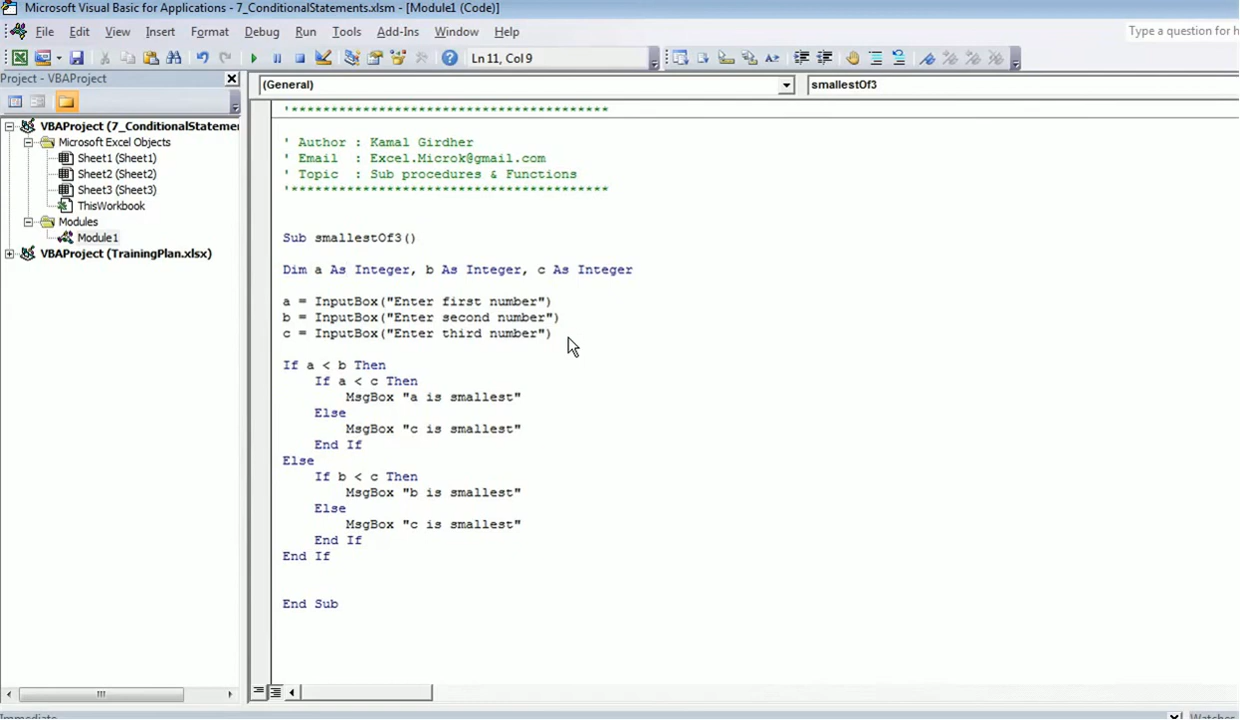 Microsoft Visual Basic for Applications - 7_ConditionalStatements.xlsm - [Module1 (Code)]
File Edit View Insert Format Debug Run Tools Add-Ins Window Help
Type a question for h
Ln 11, Col 9
Project - VBAProject
(General)
smallestOf3
VBAProject (7_ConditionalStatemen
Microsoft Excel Objects
Sheet1 (Sheet1)
Sheet2 (Sheet2)
Sheet3 (Sheet3)
ThisWorkbook
Modules
Module1
VBAProject (TrainingPlan.xlsx)
'****************************************
' Author : Kamal Girdher
' Email : Excel.Microk@gmail.com
' Topic : Sub procedures & Functions
'****************************************
Sub smallestOf3()
Dim a As Integer, b As Integer, c As Integer
a = InputBox("Enter first number")
b = InputBox("Enter second number")
c = InputBox("Enter third number")
If a < b Then
If a < c Then
MsgBox "a is smallest"
Else
MsgBox "c is smallest"
End If
Else
If b < c Then
MsgBox "b is smallest"
Else
MsgBox "c is smallest"
End If
End If
End Sub
Immediate
Watches